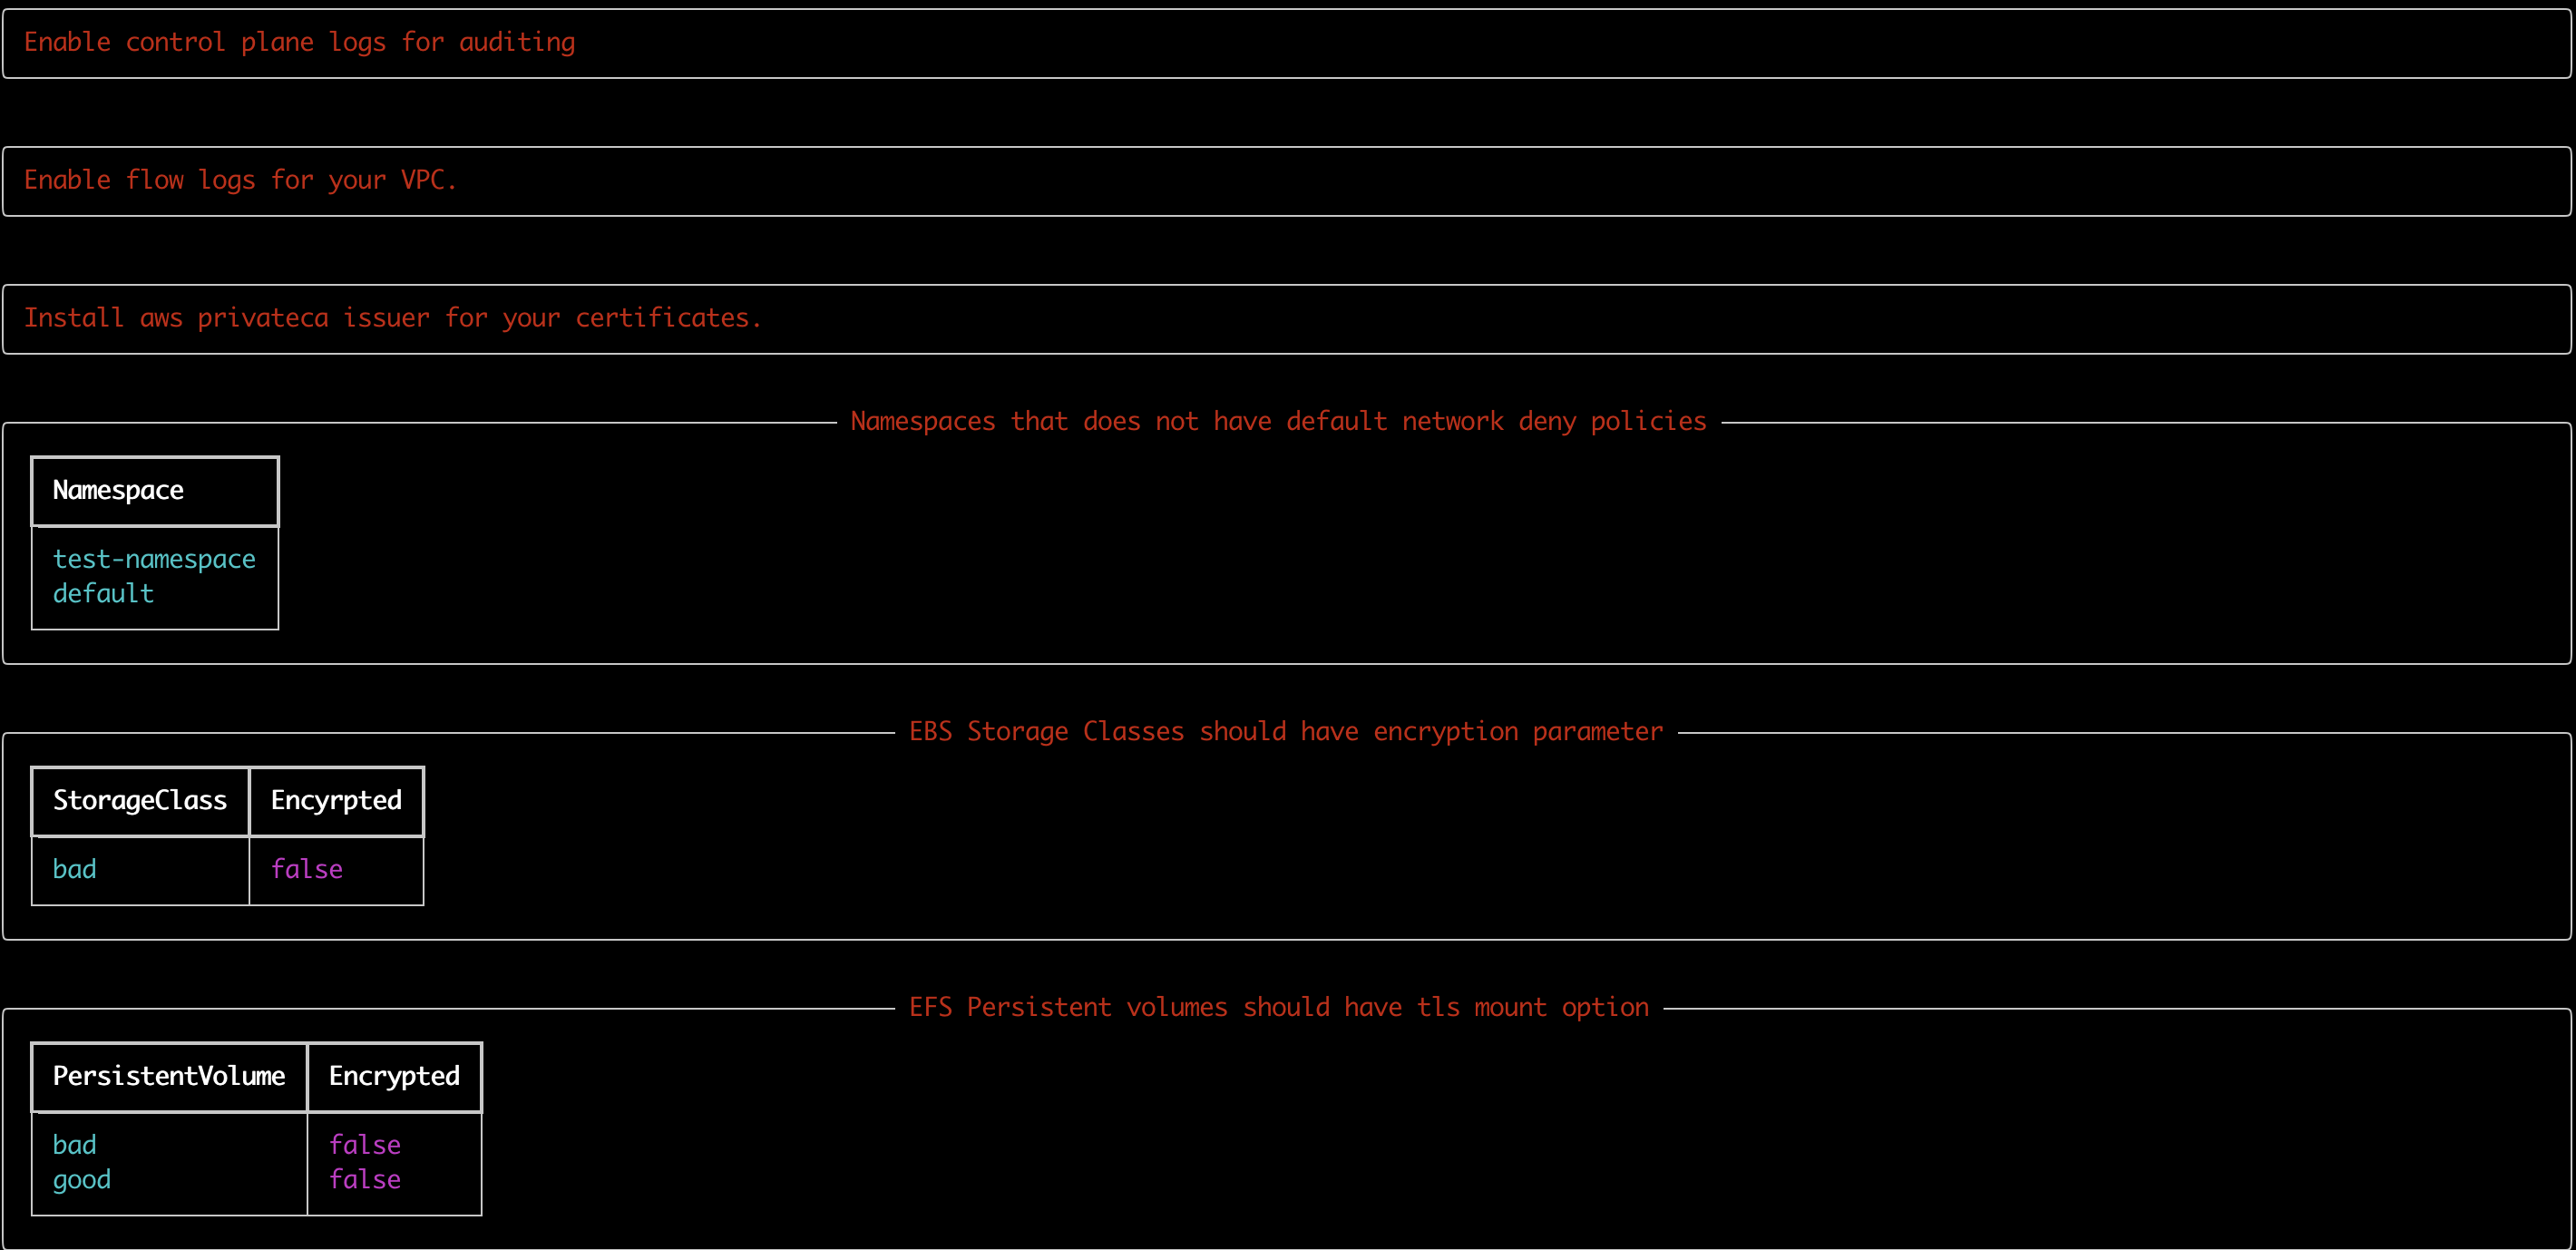 Enable control plane logs for auditing
Enable flow logs for your VPC.
Install aws privateca issuer for your certificates.
Namespaces that does not have default network deny policies
Namespace
test-namespace
default
EBS Storage Classes should have encryption parameter
StorageClass Encyrpted
bad false
EFS Persistent volumes should have tls mount option
PersistentVolume Encrypted
bad false
good false